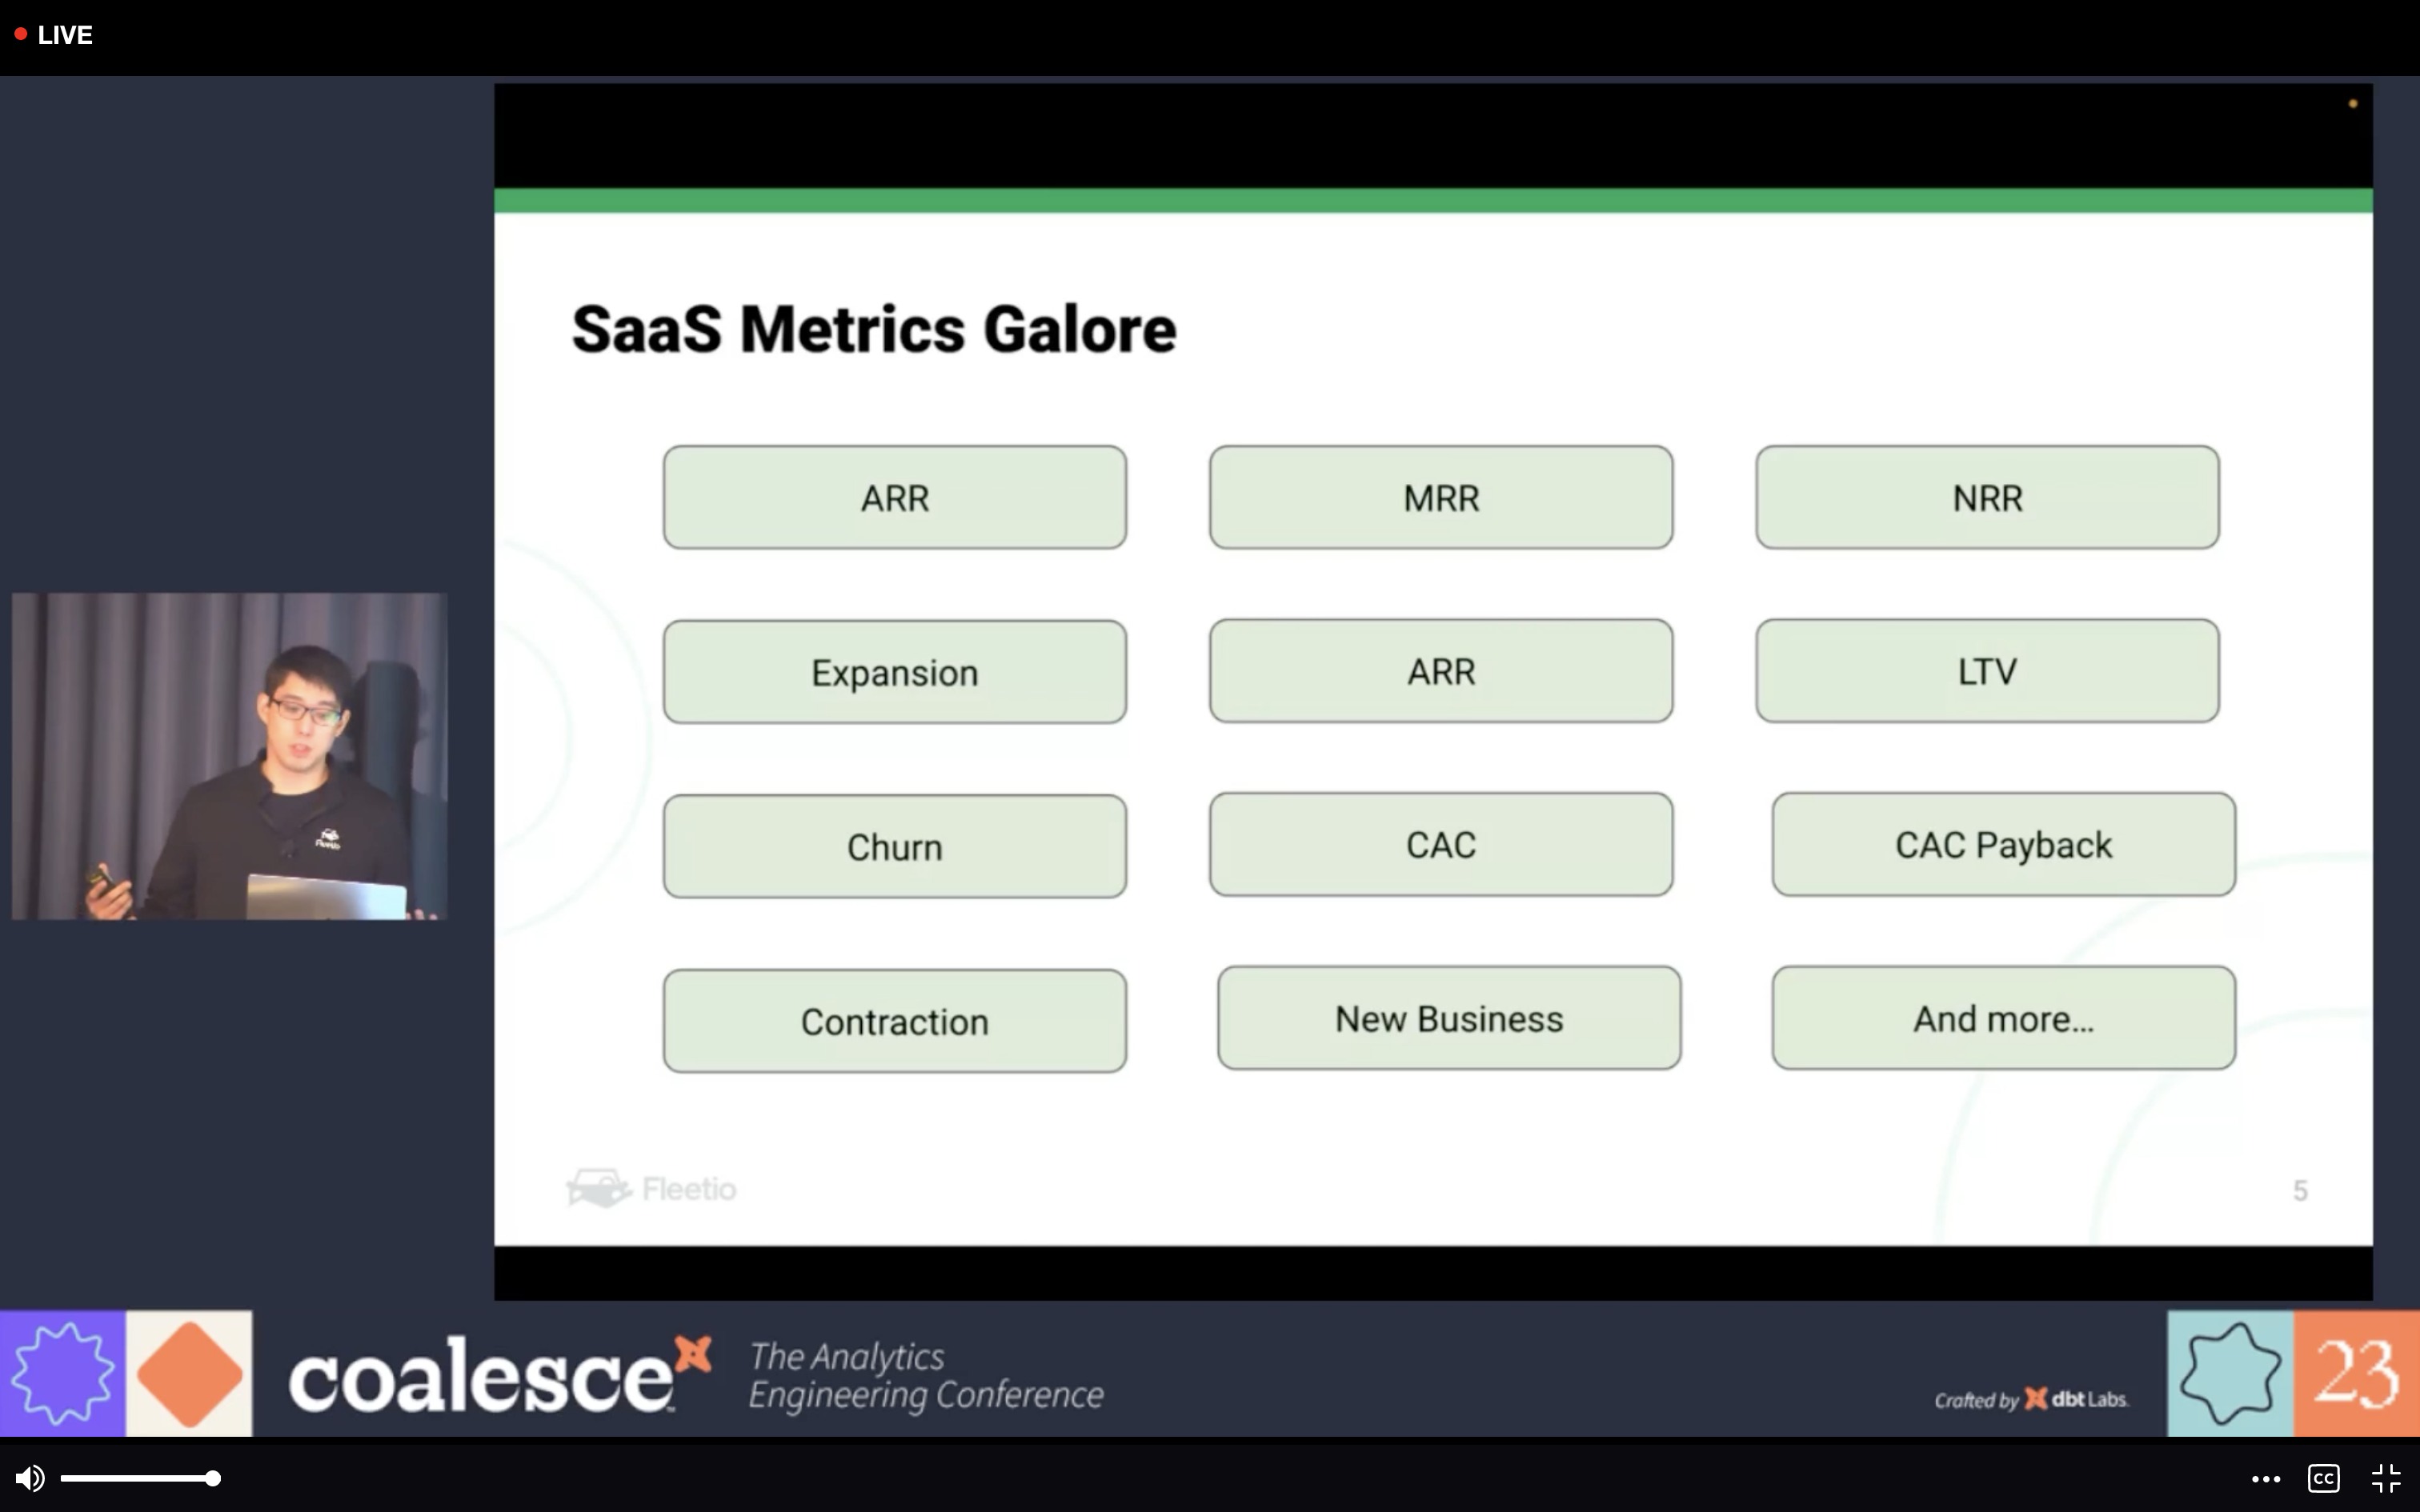 LIVE
SaaS Metrics Galore
ARR
MRR
NRR
Expansion
ARR
LTV
Churn
CAC
CAC Payback
Contraction
New Business
And more...
Fleetio
5
Fleetio
coalesce
The Analytics
Engineering Conference
Crafted by dbt Labs.
23
CC